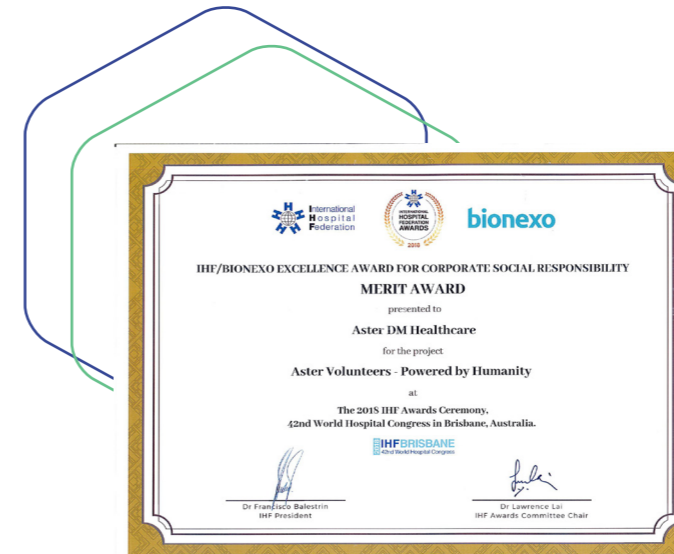 International
Hospital
Federation
INTERNATIONAL
HOSPITAL
FEDERATION
AWARDS
2018
bionexo
IHF/BIONEXO EXCELLENCE AWARD FOR CORPORATE SOCIAL RESPONSIBILITY
MERIT AWARD
presented to
Aster DM Healthcare
for the project
Aster Volunteers - Powered by Humanity
at
The 2018 IHF Awards Ceremony,
42nd World Hospital Congress in Brisbane, Australia.
IHFBRISBANE
42nd World Hospital Congress
Dr Francisco Balestrin
IHF President
Dr Lawrence Lai
IHF Awards Committee Chair